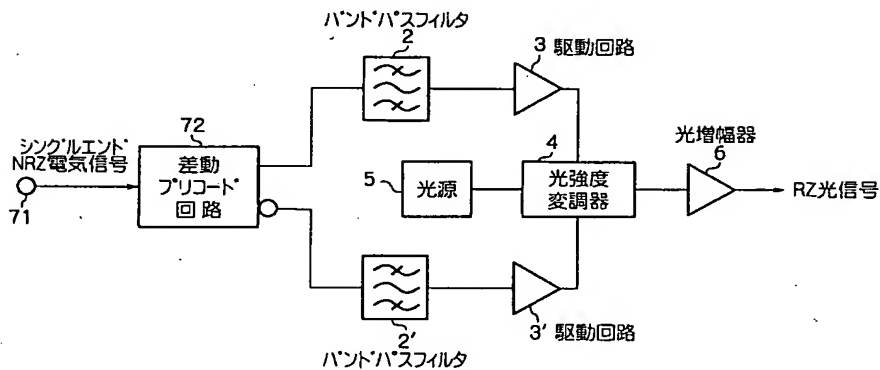 バンドパスフィルタ
2
3 駆動回路
シングルエンド
NRZ電気信号
71
72
差動
プリコード
回路
5
光源
4
光強度
変調器
光増幅器
6
RZ光信号
2'
バンドパスフィルタ
3' 駆動回路